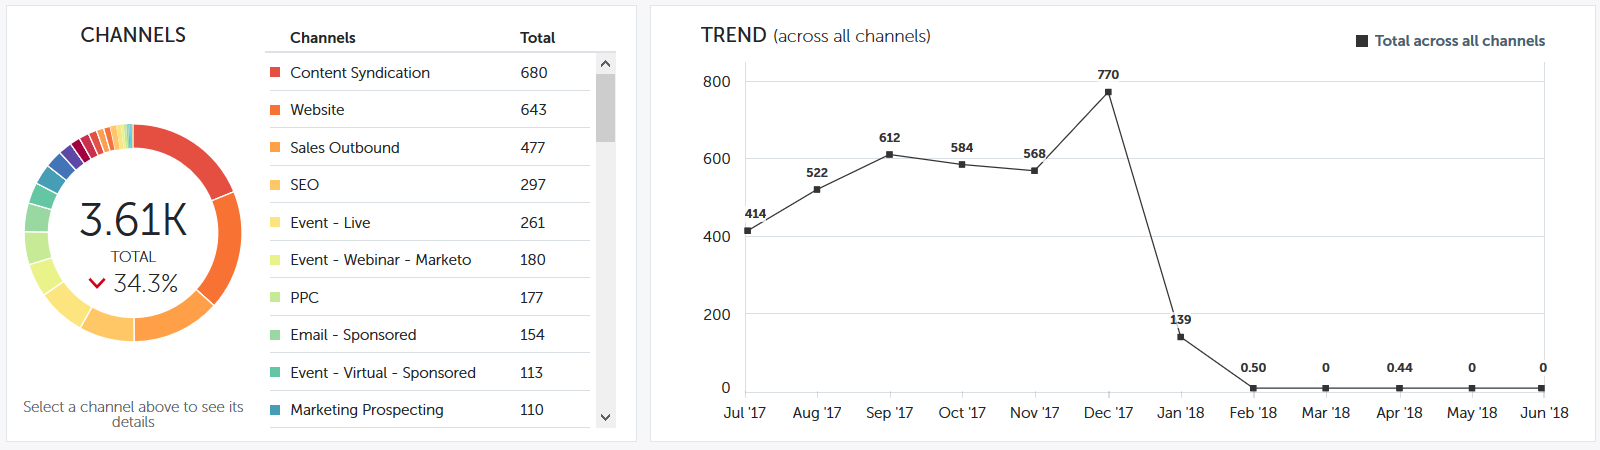 CHANNELS
3.61K
TOTAL
34.3%
Select a channel above to see its
details
Channels Total
Content Syndication 680
Website 643
Sales Outbound 477
SEO 297
Event - Live 261
Event - Webinar - Marketo 180
PPC 177
Email - Sponsored 154
Event - Virtual - Sponsored 113
Marketing Prospecting 110
TREND (across all channels)
Total across all channels
800
600
400
200
0
414
522
612
584
568
770
139
0.50
0
0.44
0
0
Jul '17 Aug '17 Sep '17 Oct '17 Nov '17 Dec '17 Jan '18 Feb '18 Mar '18 Apr '18 May '18 Jun '18